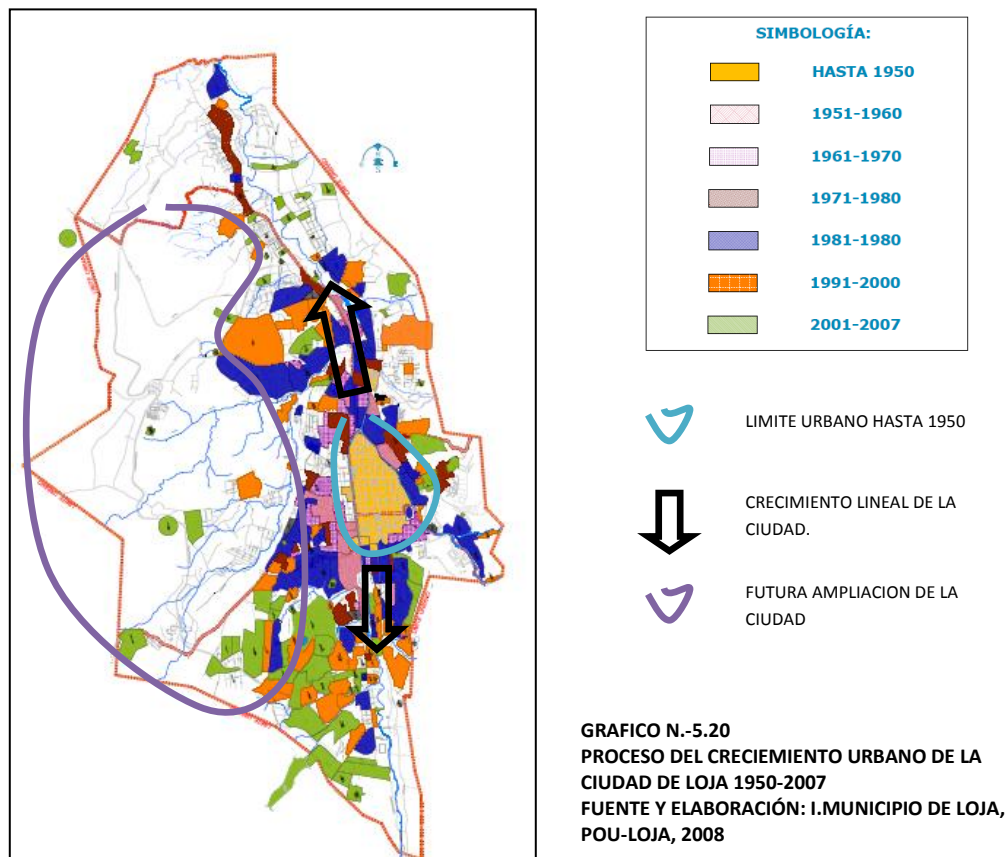 SIMBOLOGÍA:
HASTA 1950
1951-1960
1961-1970
1971-1980
1981-1980
1991-2000
2001-2007
LIMITE URBANO HASTA 1950
CRECIMIENTO LINEAL DE LA
CIUDAD.
FUTURA AMPLIACION DE LA
CIUDAD
GRAFICO N.-5.20
PROCESO DEL CRECIEMIENTO URBANO DE LA
CIUDAD DE LOJA 1950-2007
FUENTE Y ELABORACIÓN: I.MUNICIPIO DE LOJA,
POU-LOJA, 2008